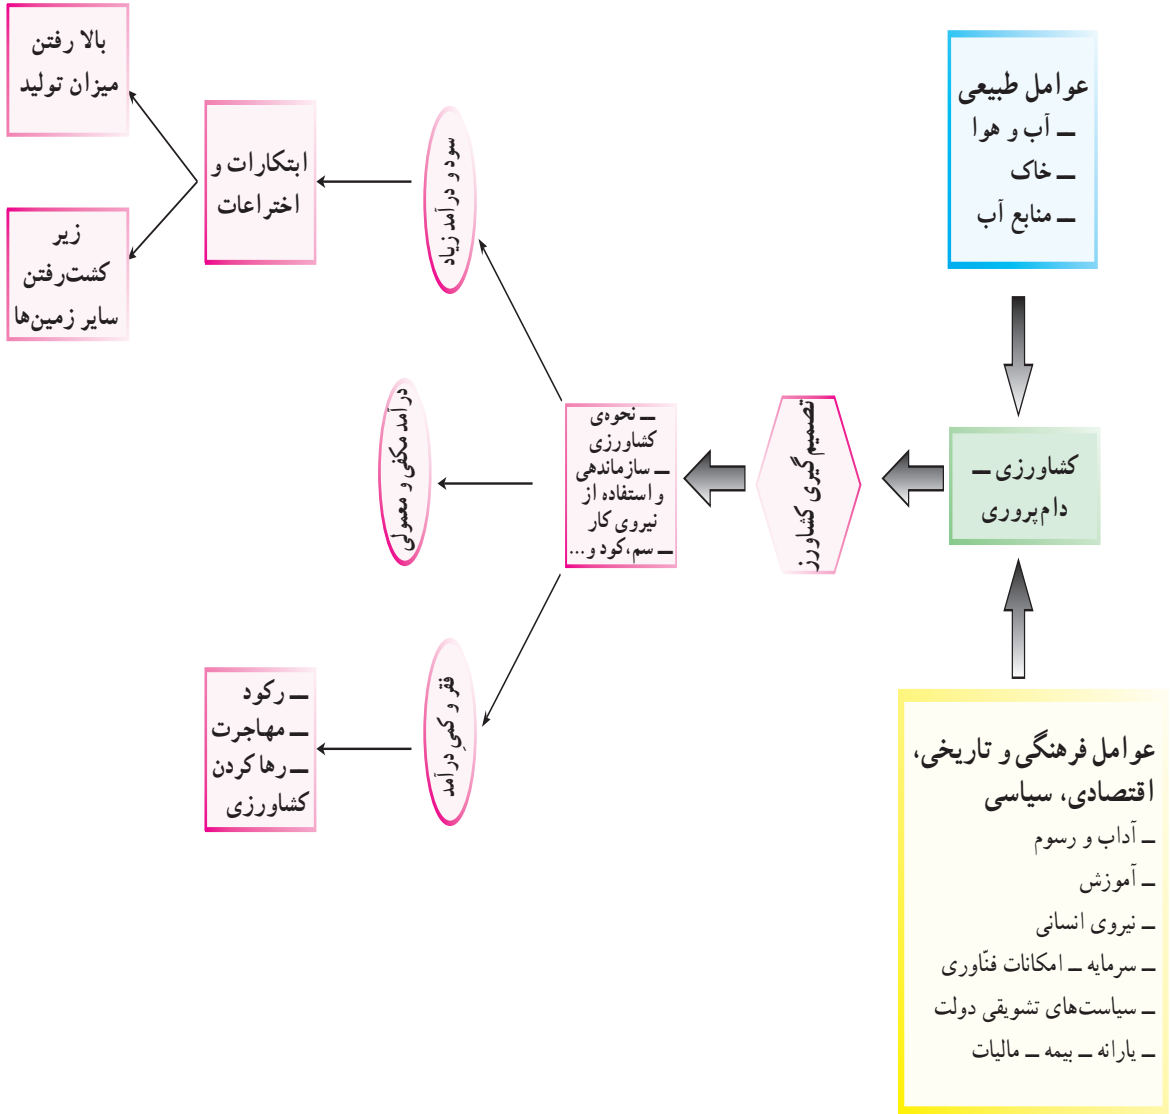 عوامل طبیعی
ــ آب و هوا
ــ خاک
ــ منابع آب
کشاورزی ــ
دام‌پروری
عوامل فرهنگی و تاریخی،
اقتصادی، سیاسی
ــ آداب و رسوم
ــ آموزش
ــ نیروی انسانی
ــ سرمایه ــ امکانات فنّاوری
ــ سیاست‌های تشویقی دولت
ــ یارانه ــ بیمه ــ مالیات
تصمیم گیری کشاورز
ــ نحوه‌ی
کشاورزی
ــ سازماندهی
و استفاده از
نیروی کار
ــ سم،کود و...
سود و درآمد زیاد
درآمد مکفی و معمولی
فقر و کمیِ درآمد
ابتکارات و
اختراعات
بالا رفتن
میزان تولید
زیر
کشت‌رفتن
سایر زمین‌ها
ــ رکود
ــ مهاجرت
ــ رها کردن
کشاورزی